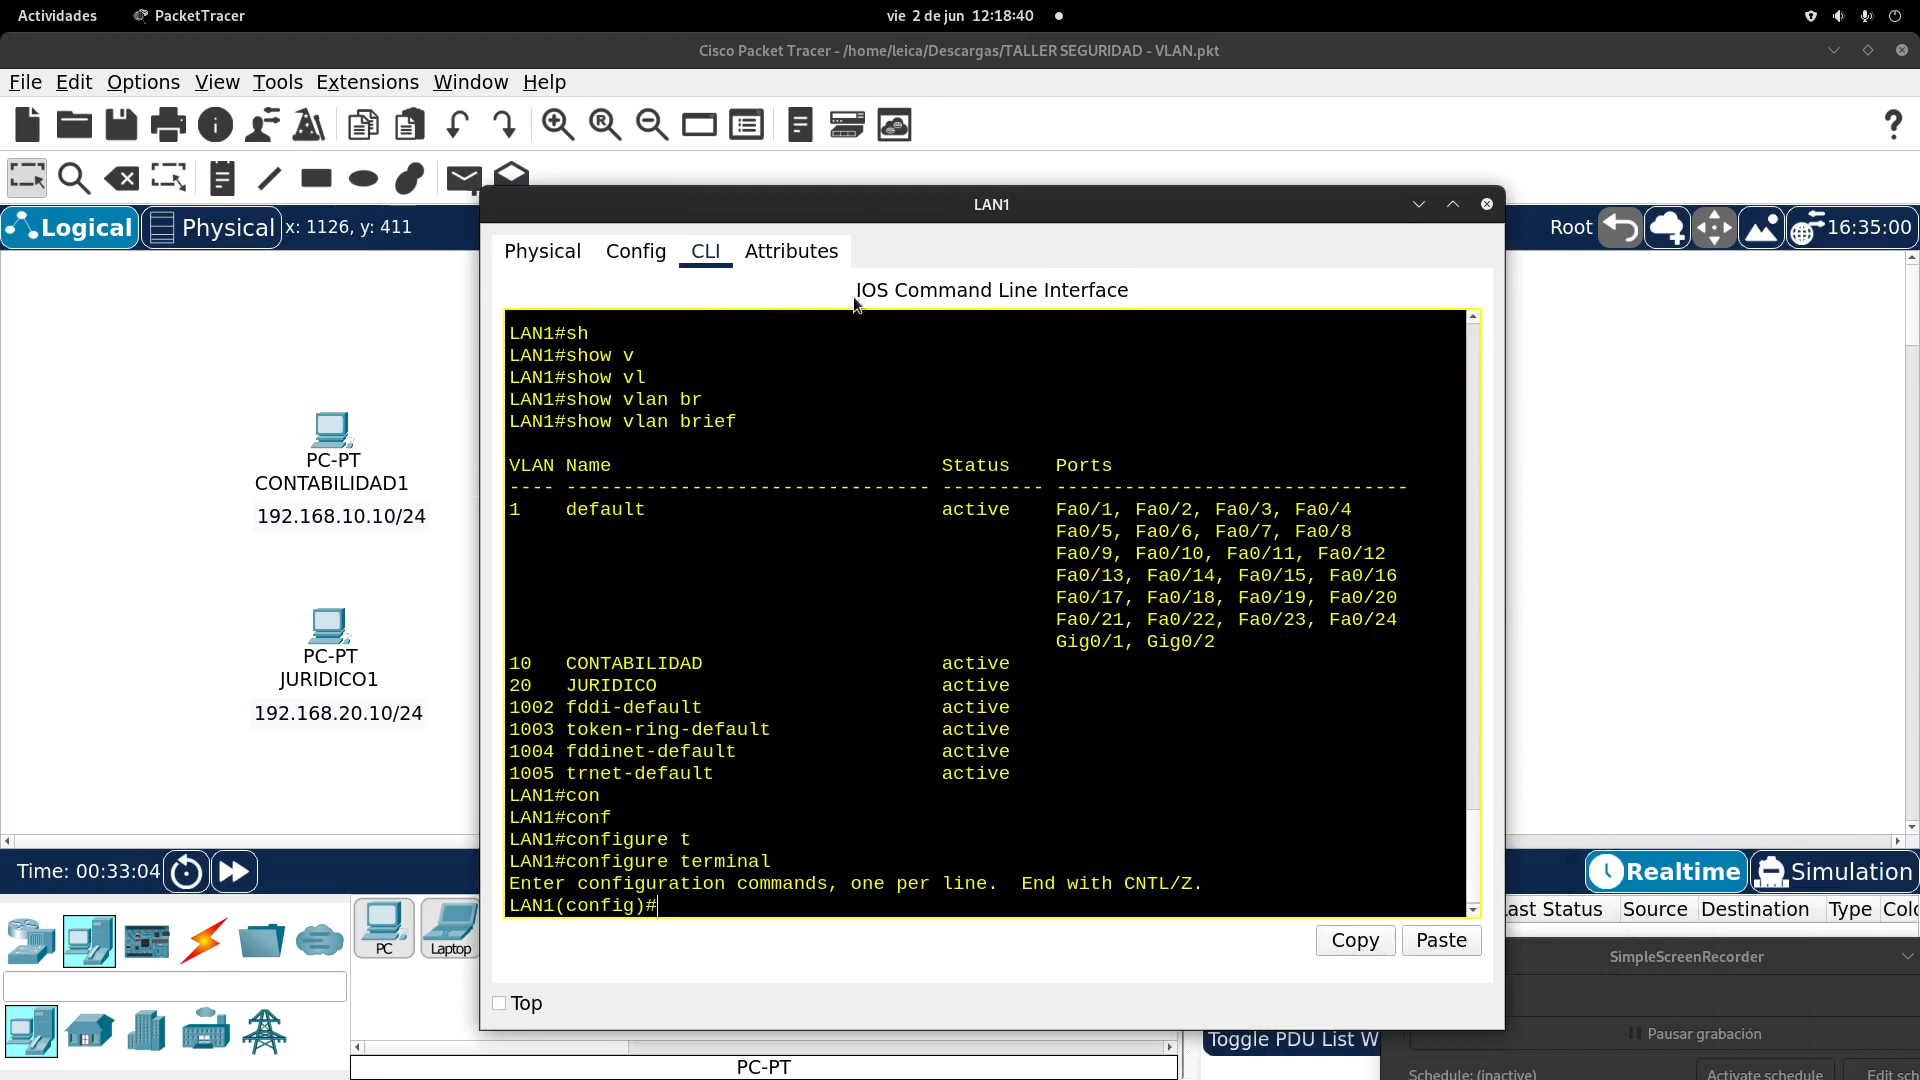 Actividades
PacketTracer
vie 2 de jun 12:18:40
Cisco Packet Tracer - /home/leica/Descargas/TALLER SEGURIDAD - VLAN.pkt
File Edit Options View Tools Extensions Window Help
LAN1
Logical
Physical
x: 1126, y: 411
Root
16:35:00
Physical Config CLI Attributes
IOS Command Line Interface
LAN1#sh
LAN1#show v
LAN1#show vl
LAN1#show vlan br
LAN1#show vlan brief
VLAN Name Status Ports
---- -------------------------------- --------- -------------------------------
1 default active Fa0/1, Fa0/2, Fa0/3, Fa0/4
Fa0/5, Fa0/6, Fa0/7, Fa0/8
Fa0/9, Fa0/10, Fa0/11, Fa0/12
Fa0/13, Fa0/14, Fa0/15, Fa0/16
Fa0/17, Fa0/18, Fa0/19, Fa0/20
Fa0/21, Fa0/22, Fa0/23, Fa0/24
Gig0/1, Gig0/2
10 CONTABILIDAD active
20 JURIDICO active
1002 fddi-default active
1003 token-ring-default active
1004 fddinet-default active
1005 trnet-default active
LAN1#con
LAN1#conf
LAN1#configure t
LAN1#configure terminal
Enter configuration commands, one per line. End with CNTL/Z.
LAN1(config)#
Copy
Paste
Top
PC-PT
CONTABILIDAD1
192.168.10.10/24
PC-PT
JURIDICO1
192.168.20.10/24
Time: 00:33:04
Realtime
Simulation
PC
Laptop
Status Source Destination Type
SimpleScreenRecorder
Pausar grabación
Toggle PDU List W
Schedule: (inactive)
Activate schedule
Edit sch
PC-PT